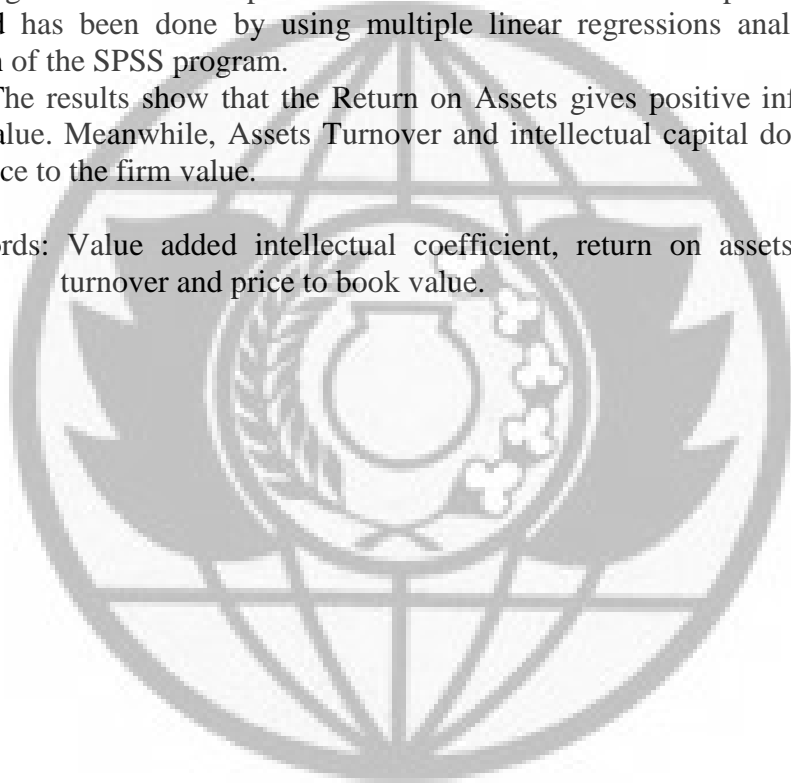 d has been done by using multiple linear regressions anal
n of the SPSS program.
The results show that the Return on Assets gives positive inf
alue. Meanwhile, Assets Turnover and intellectual capital do
ce to the firm value.
ords: Value added intellectual coefficient, return on assets
turnover and price to book value.